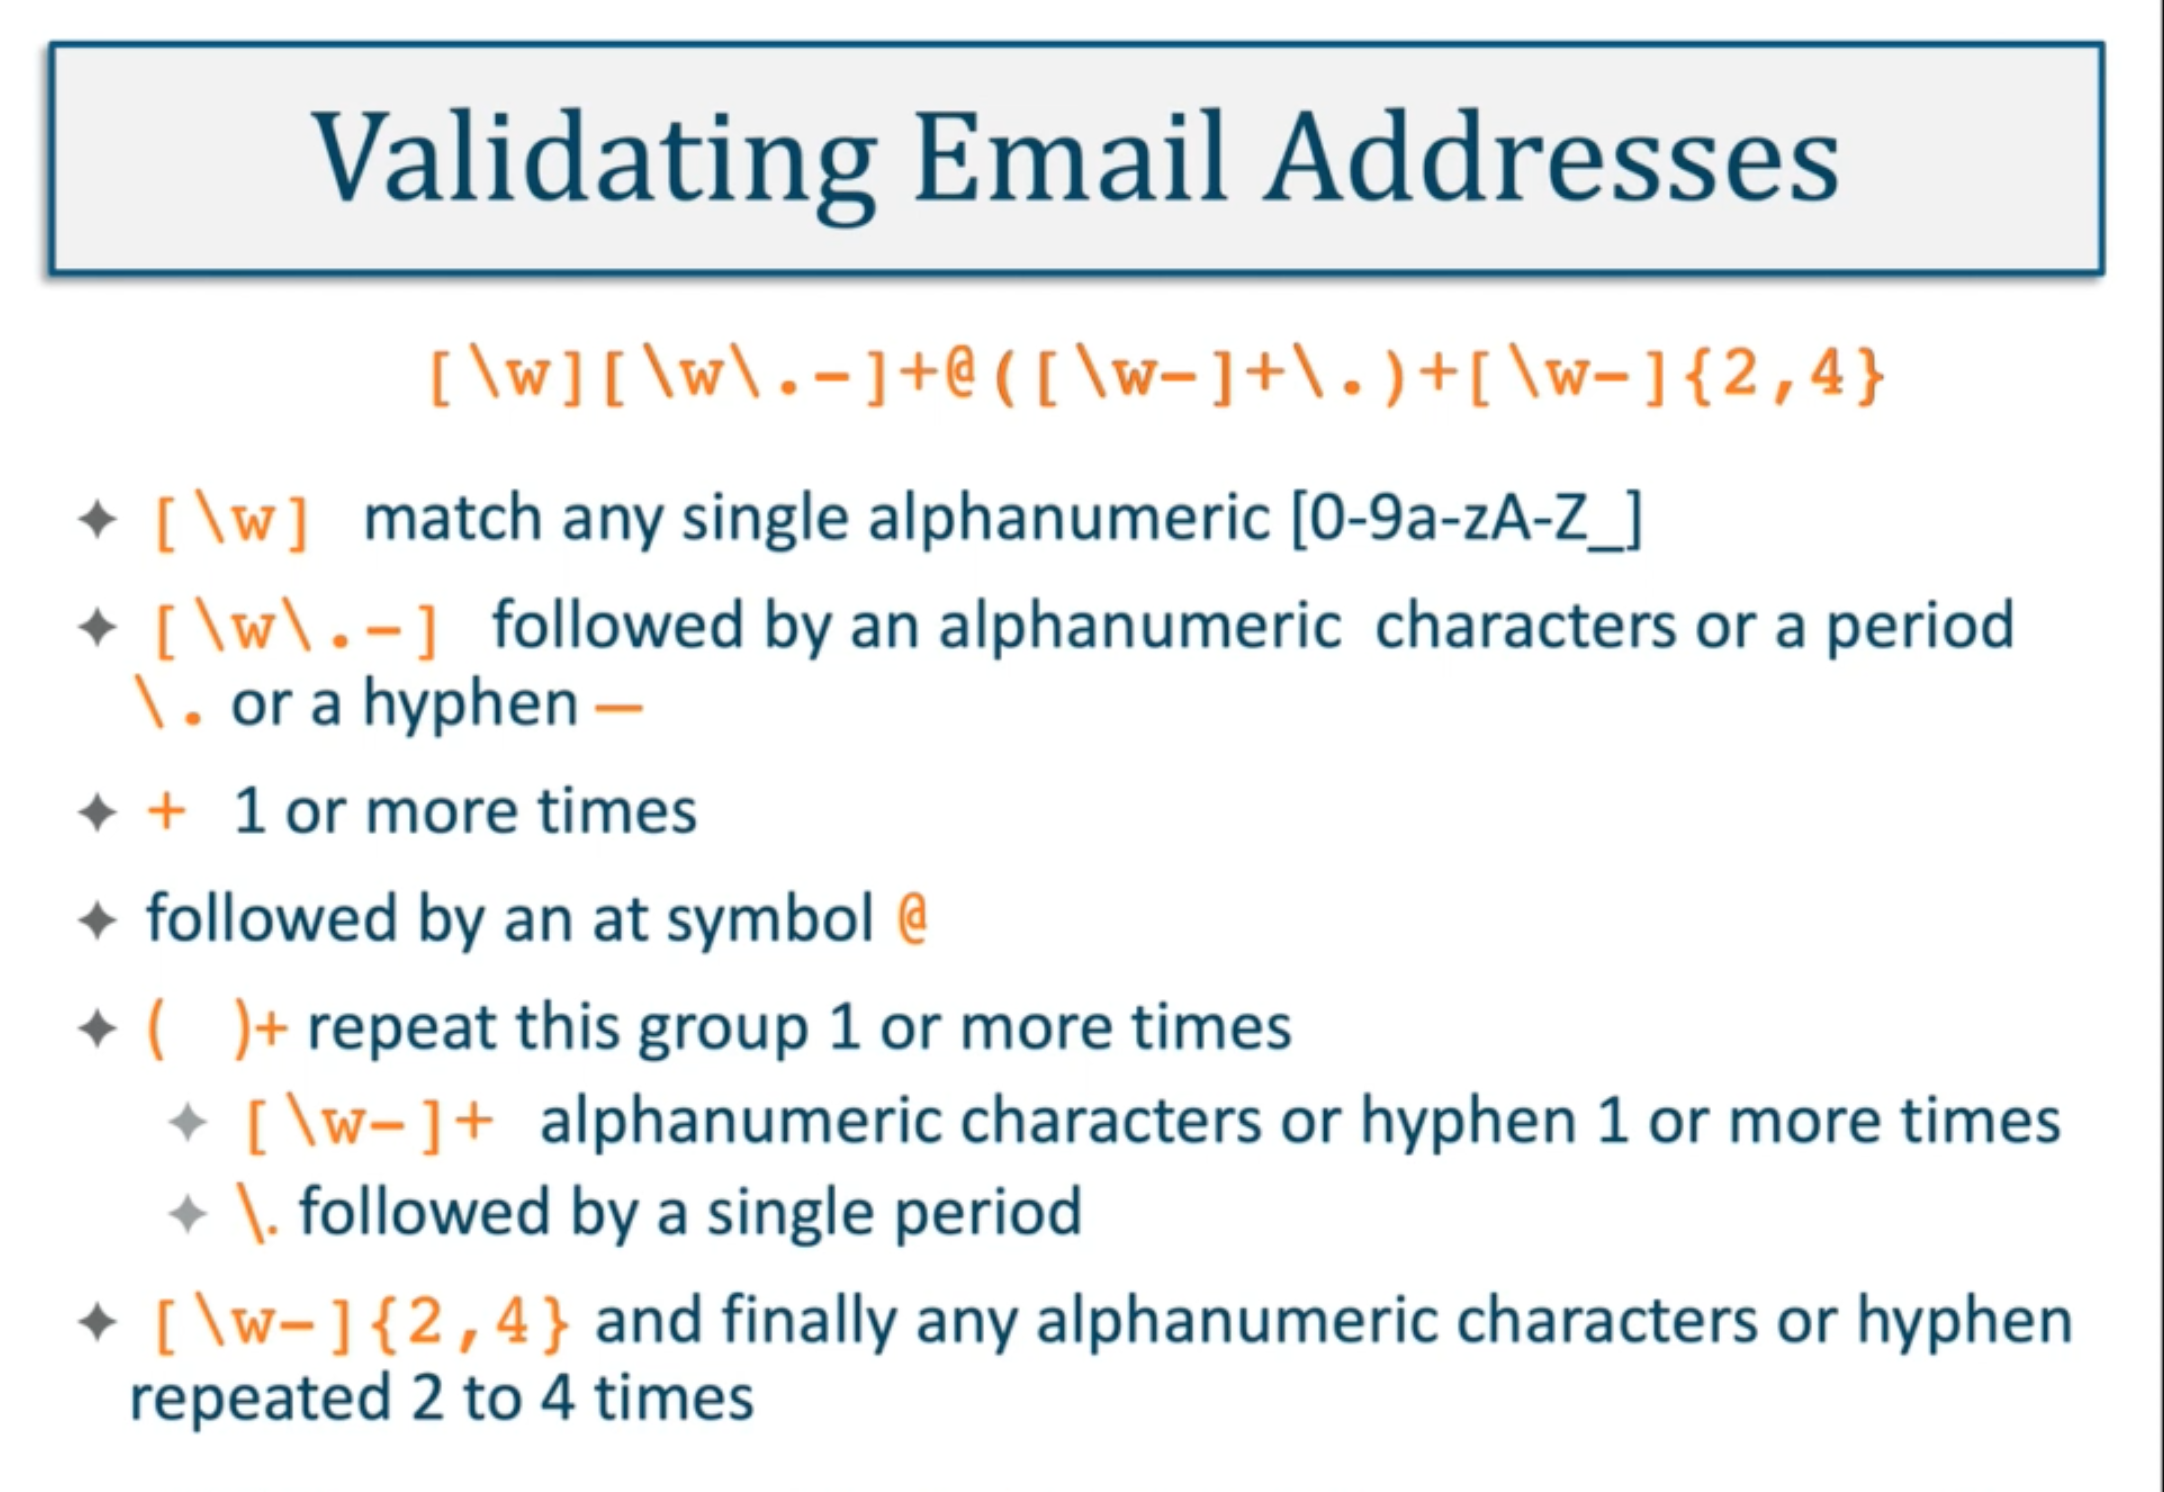 Validating Email Addresses
[\w][\w\.-]+@([\w-]+\.)+[\w-]{2,4}
[\w] match any single alphanumeric [0-9a-zA-Z_]
[\w\.-] followed by an alphanumeric characters or a period
\. or a hyphen –
+ 1 or more times
followed by an at symbol @
( )+ repeat this group 1 or more times
[\w-]+ alphanumeric characters or hyphen 1 or more times
\. followed by a single period
[\w-]{2,4} and finally any alphanumeric characters or hyphen
repeated 2 to 4 times